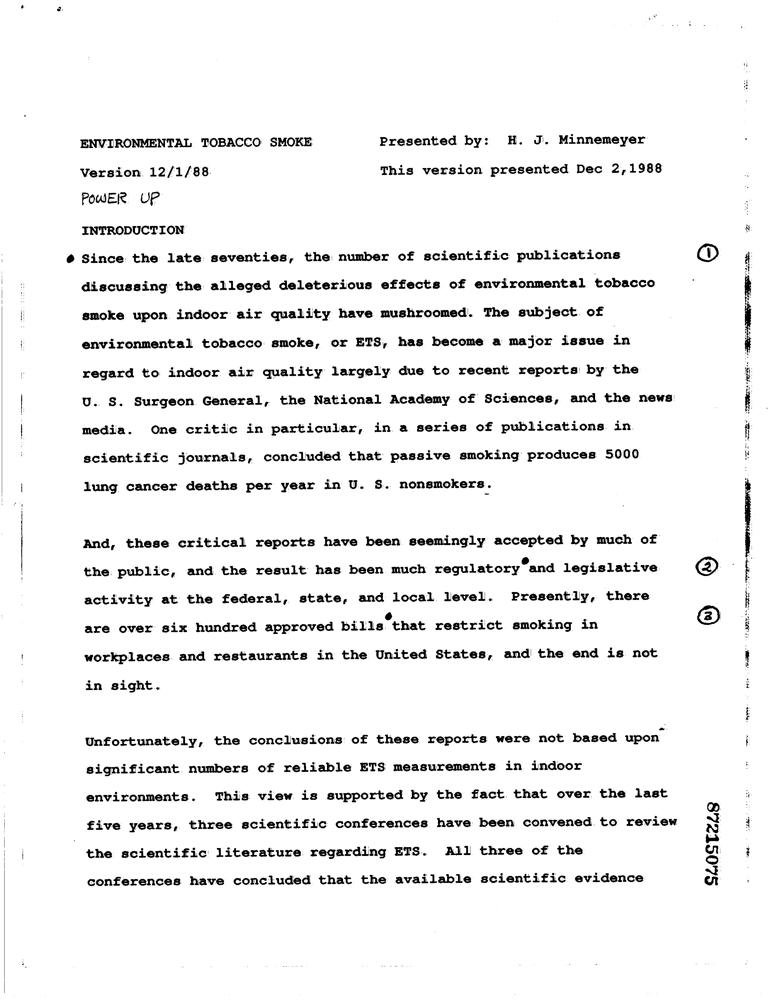 ENVIRONMENTAL TOBACCO SMOKE Presented by: H. J. Minnemeyer
Version 12/1/88 This version presented Dec 2,1988
POWER UP
INTRODUCTION
• Since the late seventies, the number of scientific publications ①
discussing the alleged deleterious effects of environmental tobacco
smoke upon indoor air quality have mushroomed. The subject of
environmental tobacco smoke, or ETS, has become a major issue in
regard to indoor air quality largely due to recent reports by the
U. S. Surgeon General, the National Academy of Sciences, and the news
media. One critic in particular, in a series of publications in
scientific journals, concluded that passive smoking produces 5000
lung cancer deaths per year in U. S. nonsmokers.
And, these critical reports have been seemingly accepted by much of
the public, and the result has been much regulatory • and legislative ②
activity at the federal, state, and local level. Presently, there
are over six hundred approved bills • that restrict smoking in ③
workplaces and restaurants in the United States, and the end is not
in sight.
Unfortunately, the conclusions of these reports were not based upon
significant numbers of reliable ETS measurements in indoor
environments. This view is supported by the fact that over the last
five years, three scientific conferences have been convened to review
the scientific literature regarding ETS. All three of the
conferences have concluded that the available scientific evidence
87215075